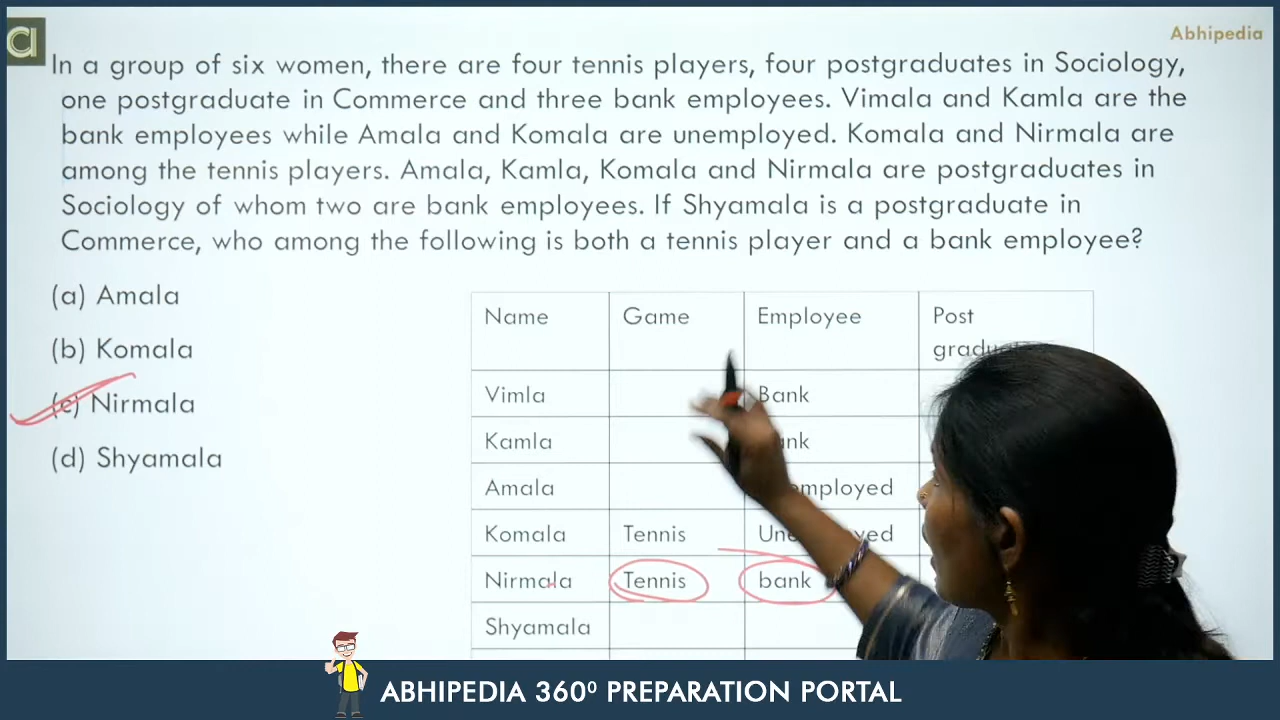 a
Abhipedia
In a group of six women, there are four tennis players, four postgraduates in Sociology,
one postgraduate in Commerce and three bank employees. Vimala and Kamla are the
bank employees while Amala and Komala are unemployed. Komala and Nirmala are
among the tennis players. Amala, Kamla, Komala and Nirmala are postgraduates in
Sociology of whom two are bank employees. If Shyamala is a postgraduate in
Commerce, who among the following is both a tennis player and a bank employee?
(a) Amala
(b) Komala
(c) Nirmala
(d) Shyamala
Name Game Employee Post
Vimla Bank
Kamla
Amala
Komala Tennis
Nirmala Tennis bank
Shyamala
ABHIPEDIA 360⁰ PREPARATION PORTAL